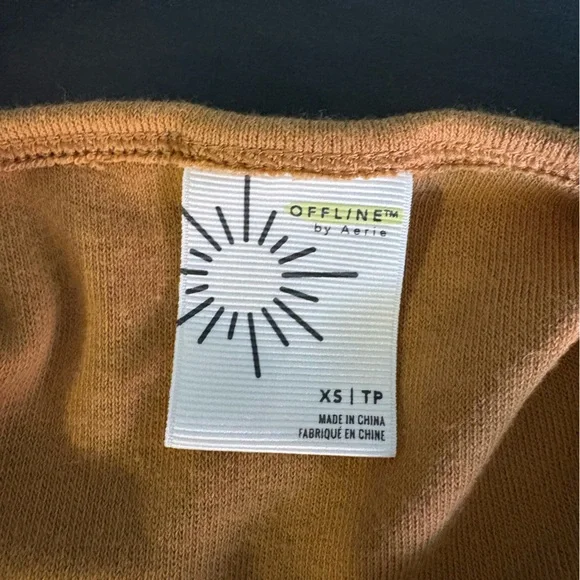 OFFLINE™
by Aerie
XS | TP
MADE IN CHINA
FABRIQUÉ EN CHINE